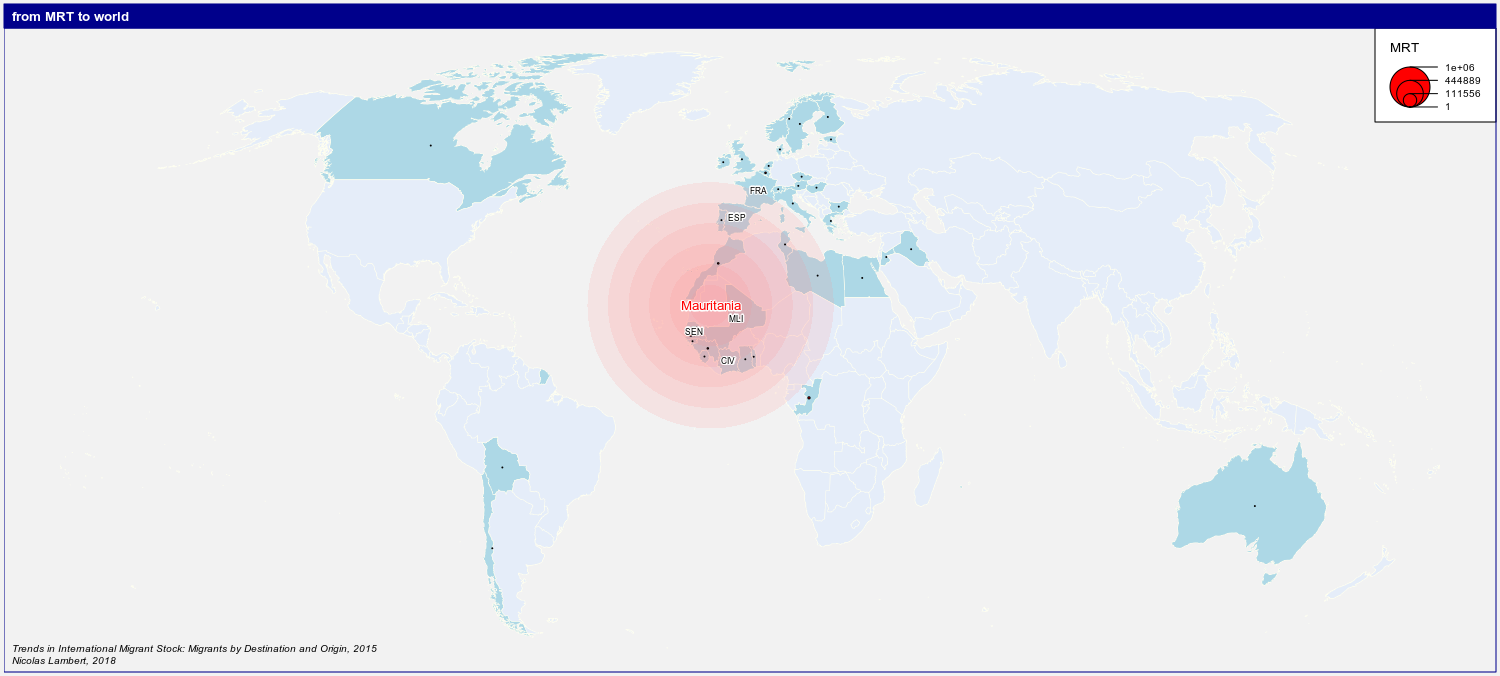 from MRT to world
MRT
1e+06
444889
111556
1
FRA
ESP
Mauritania
MLI
SEN
CIV
Trends in International Migrant Stock: Migrants by Destination and Origin, 2015
Nicolas Lambert, 2018